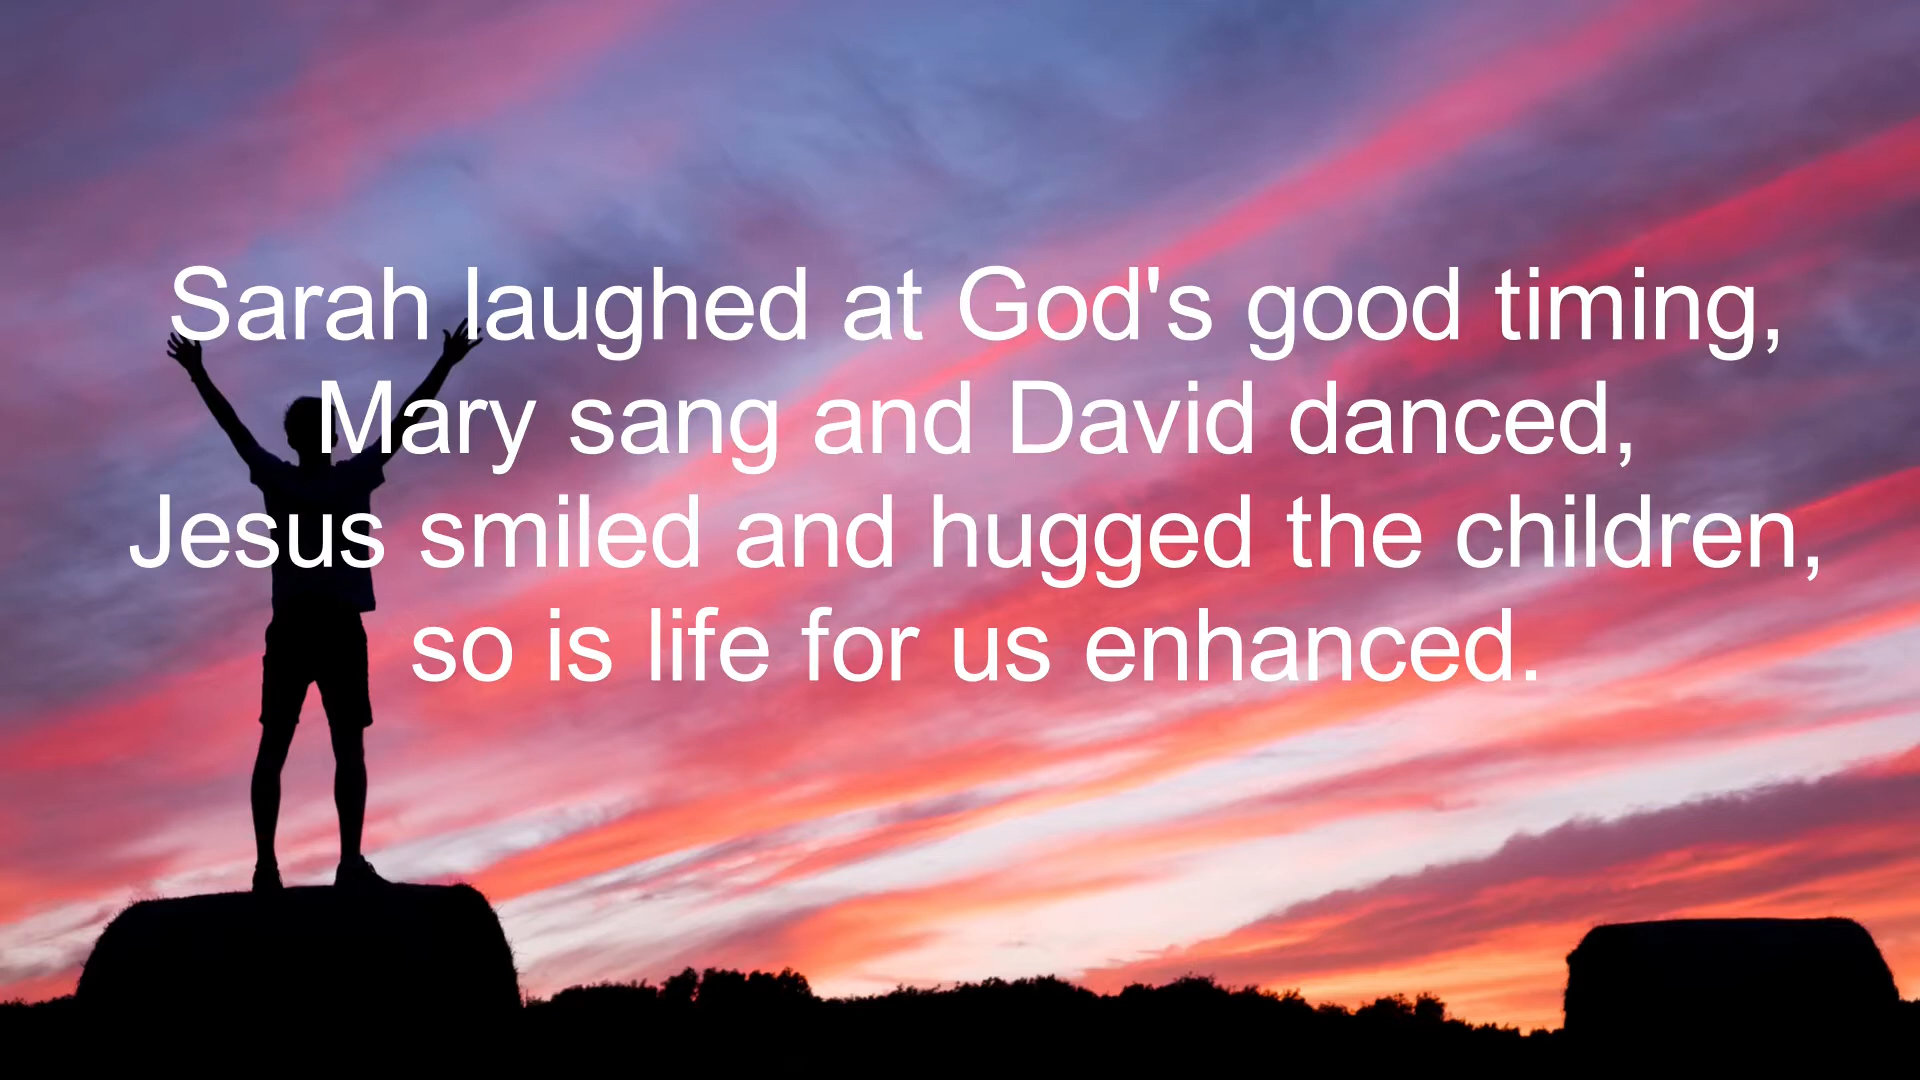 Sarah laughed at God's good timing,
Mary sang and David danced,
Jesus smiled and hugged the children,
so is life for us enhanced.